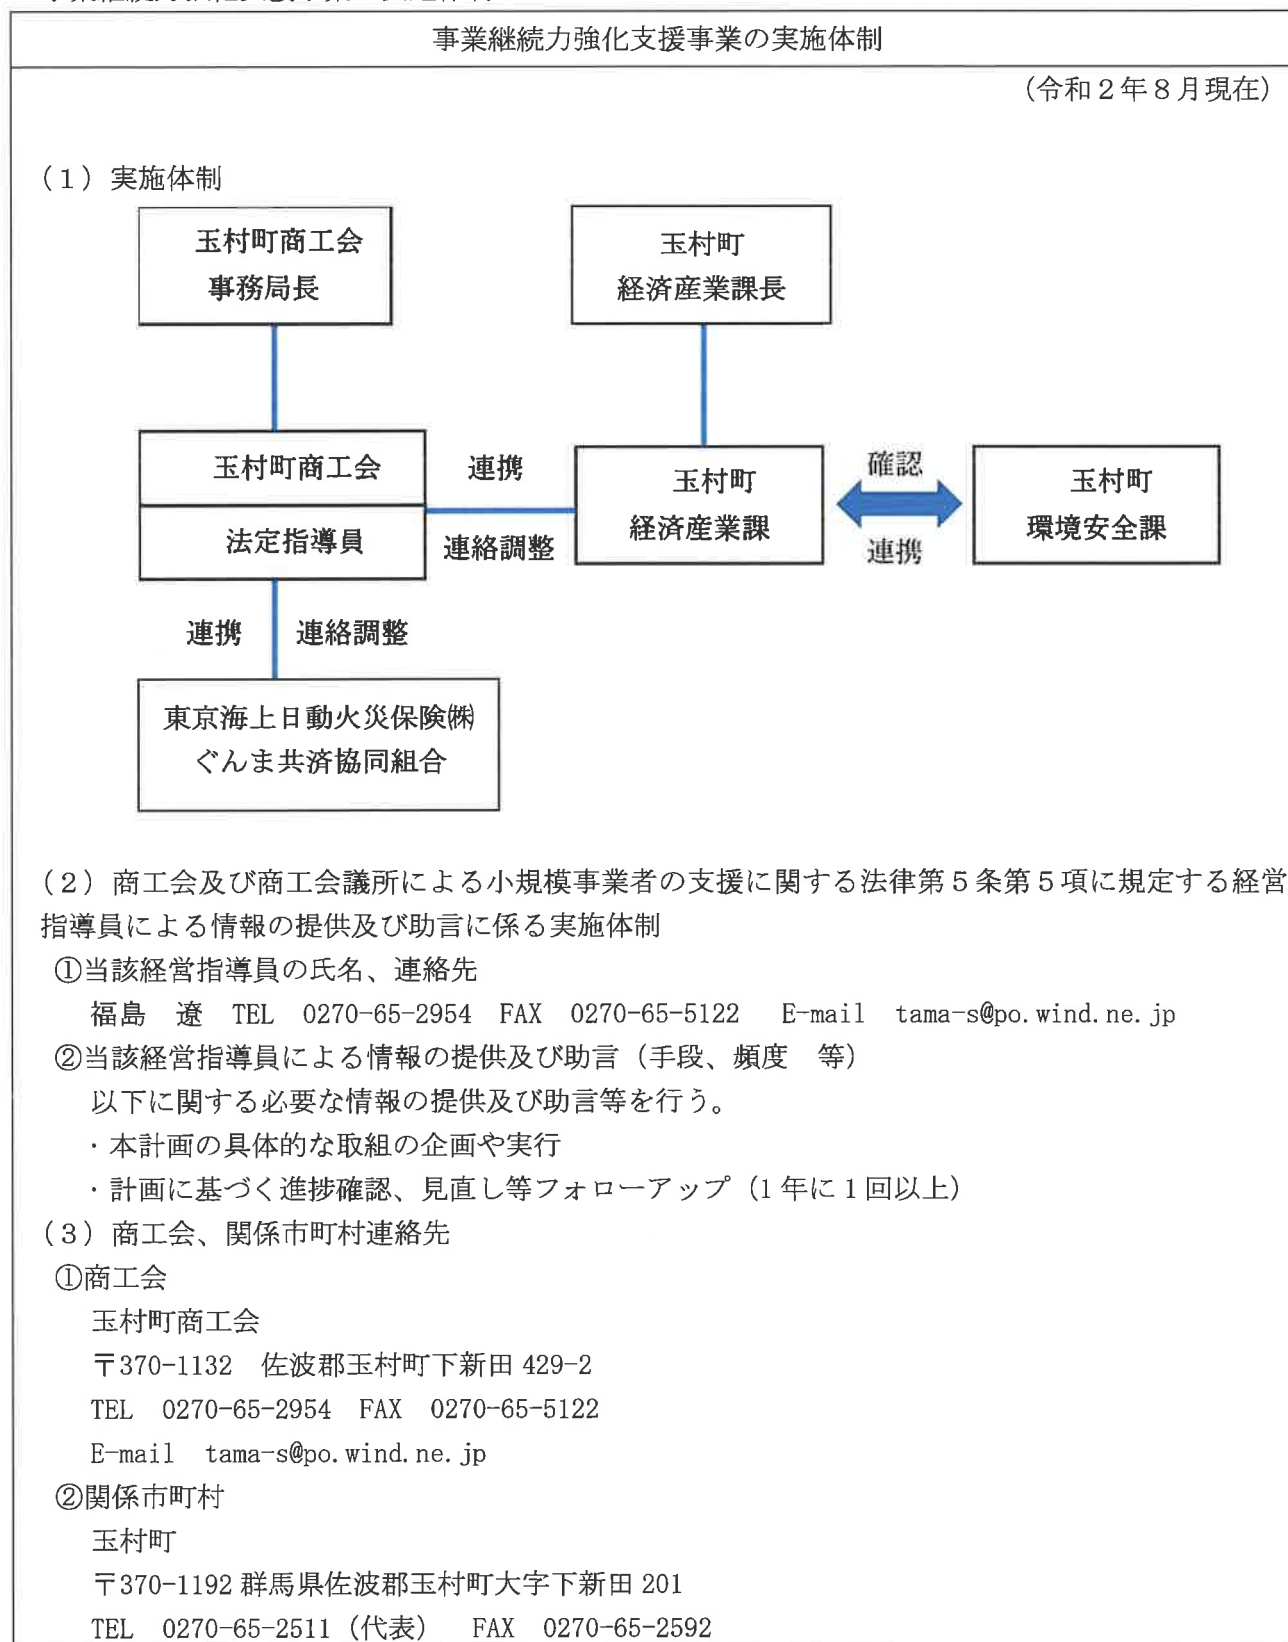 事業継続力強化支援事業の実施体制
(令和2年8月現在)
(1)実施体制
玉村町商工会
事務局長
玉村町
経済産業課長
玉村町商工会
法定指導員
連携
連絡調整
玉村町
経済産業課
確認
連携
玉村町
環境安全課
連携 連絡調整
東京海上日動火災保険㈱
ぐんま共済協同組合
(2)商工会及び商工会議所による小規模事業者の支援に関する法律第5条第5項に規定する経営
指導員による情報の提供及び助言に係る実施体制
①当該経営指導員の氏名、連絡先
福島 遼 TEL 0270-65-2954 FAX 0270-65-5122 E-mail tama-s@po.wind.ne.jp
②当該経営指導員による情報の提供及び助言(手段、頻度 等)
以下に関する必要な情報の提供及び助言等を行う。
・本計画の具体的な取組の企画や実行
・計画に基づく進捗確認、見直し等フォローアップ(1年に1回以上)
(3)商工会、関係市町村連絡先
①商工会
玉村町商工会
〒370-1132 佐波郡玉村町下新田 429-2
TEL 0270-65-2954 FAX 0270-65-5122
E-mail tama-s@po.wind.ne.jp
②関係市町村
玉村町
〒370-1192 群馬県佐波郡玉村町大字下新田 201
TEL 0270-65-2511(代表) FAX 0270-65-2592